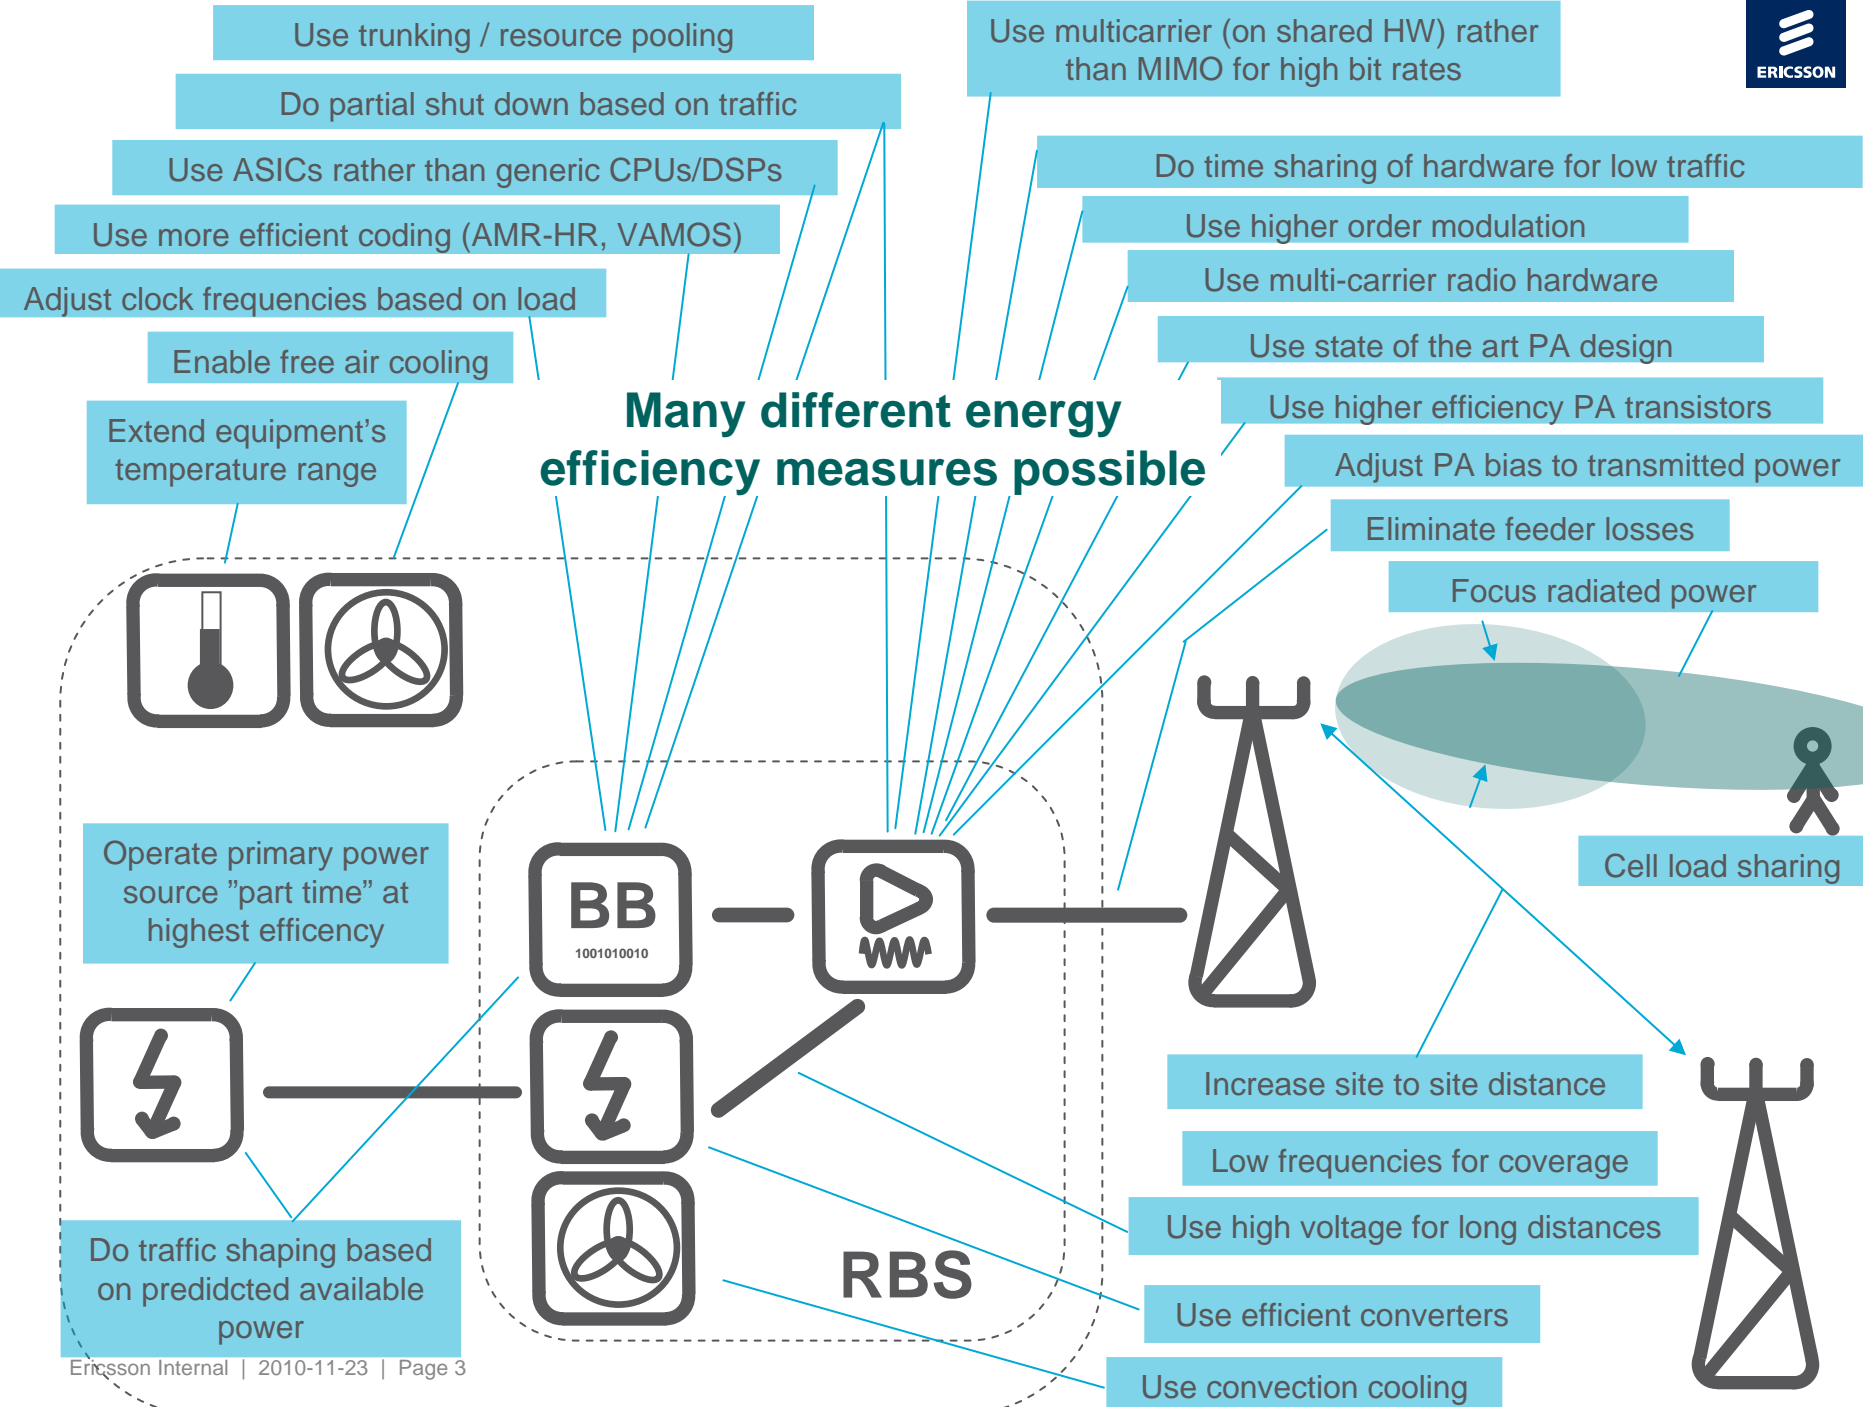 Use trunking / resource pooling
Use multicarrier (on shared HW) rather
than MIMO for high bit rates
ERICSSON
Do partial shut down based on traffic
Use ASICs rather than generic CPUs/DSPs
Do time sharing of hardware for low traffic
Use more efficient coding (AMR-HR, VAMOS)
Use higher order modulation
Adjust clock frequencies based on load
Use multi-carrier radio hardware
Enable free air cooling
Use state of the art PA design
Many different energy
efficiency measures possible
Use higher efficiency PA transistors
Extend equipment's
temperature range
Adjust PA bias to transmitted power
Eliminate feeder losses
Focus radiated power
Operate primary power
source ”part time” at
highest efficency
BB
1001010010
Cell load sharing
Increase site to site distance
Low frequencies for coverage
Use high voltage for long distances
Do traffic shaping based
on predidcted available
power
RBS
Use efficient converters
Use convection cooling
Ericsson Internal | 2010-11-23 | Page 3